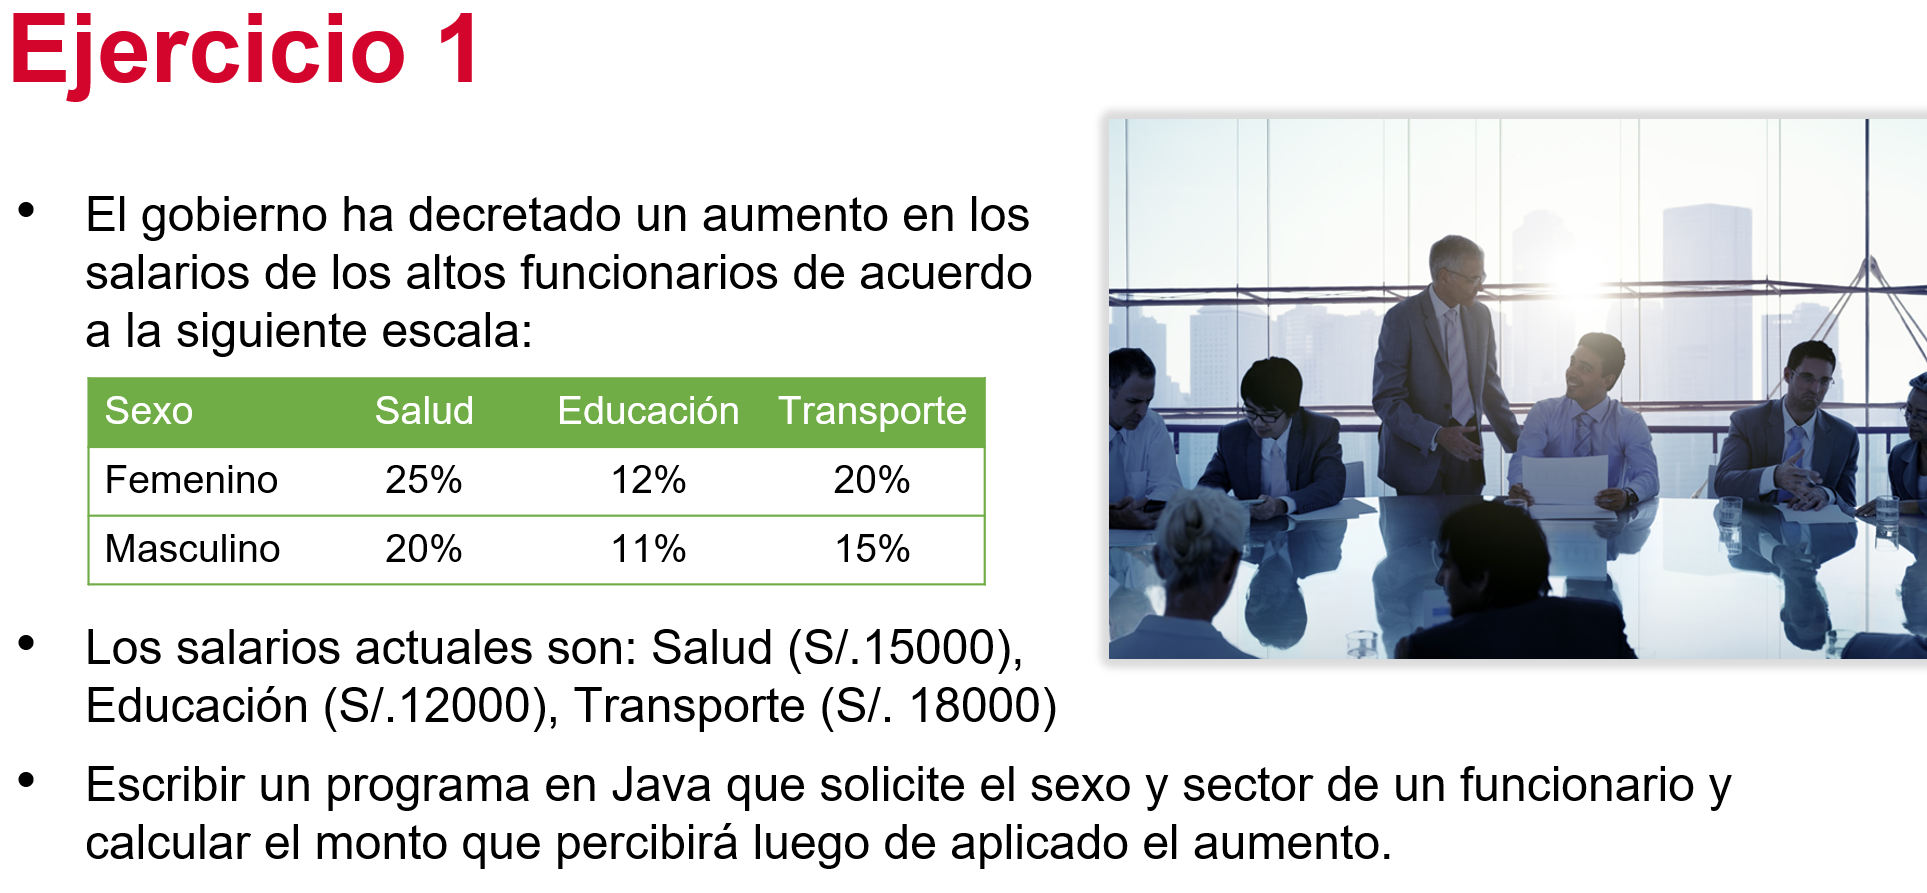 Ejercicio 1
• El gobierno ha decretado un aumento en los
salarios de los altos funcionarios de acuerdo
a la siguiente escala:
Sexo Salud Educación Transporte
Femenino 25% 12% 20%
Masculino 20% 11% 15%
• Los salarios actuales son: Salud (S/.15000),
Educación (S/.12000), Transporte (S/. 18000)
• Escribir un programa en Java que solicite el sexo y sector de un funcionario y
calcular el monto que percibirá luego de aplicado el aumento.